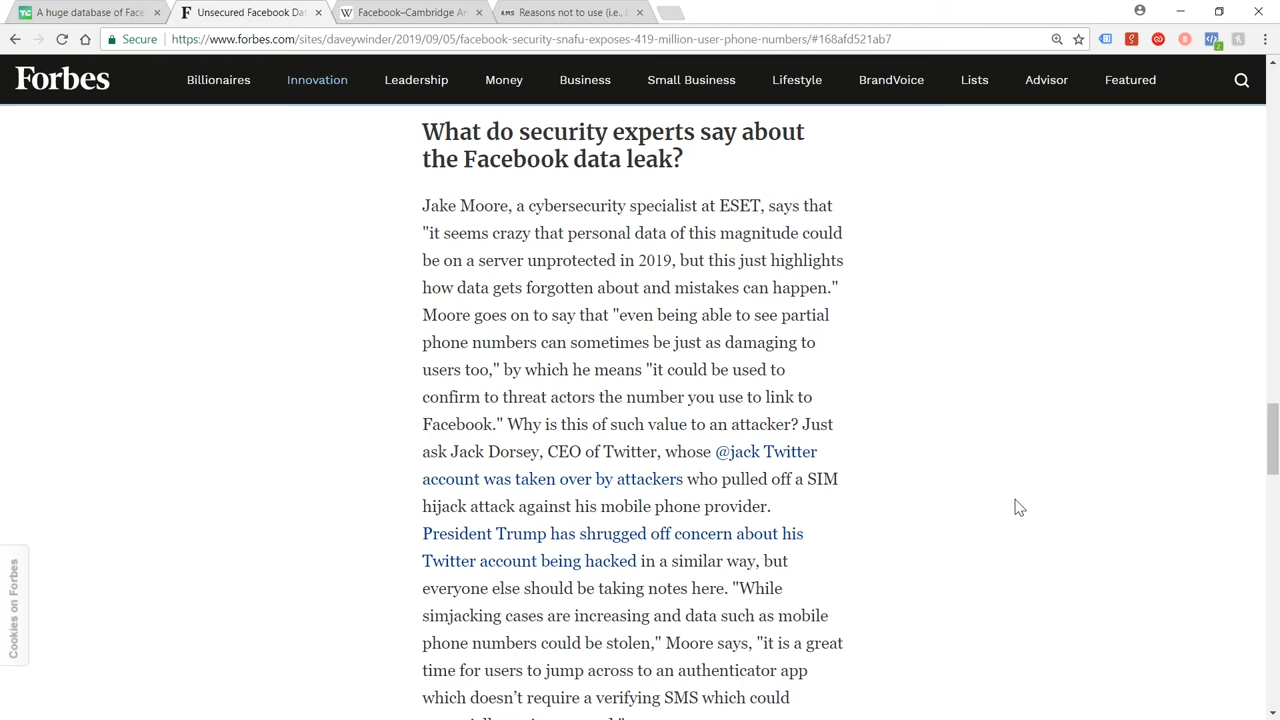 A huge database of Face
Unsecured Facebook Da
Facebook–Cambridge An
Reasons not to use (i.e., b
Secure
https://www.forbes.com/sites/daveywinder/2019/09/05/facebook-security-snafu-exposes-419-million-user-phone-numbers/#168afd521ab7
Forbes
Billionaires
Innovation
Leadership
Money
Business
Small Business
Lifestyle
BrandVoice
Lists
Advisor
Featured
What do security experts say about
the Facebook data leak?
Jake Moore, a cybersecurity specialist at ESET, says that
"it seems crazy that personal data of this magnitude could
be on a server unprotected in 2019, but this just highlights
how data gets forgotten about and mistakes can happen."
Moore goes on to say that "even being able to see partial
phone numbers can sometimes be just as damaging to
users too," by which he means "it could be used to
confirm to threat actors the number you use to link to
Facebook." Why is this of such value to an attacker? Just
ask Jack Dorsey, CEO of Twitter, whose @jack Twitter
account was taken over by attackers who pulled off a SIM
hijack attack against his mobile phone provider.
President Trump has shrugged off concern about his
Twitter account being hacked in a similar way, but
everyone else should be taking notes here. "While
simjacking cases are increasing and data such as mobile
phone numbers could be stolen," Moore says, "it is a great
time for users to jump across to an authenticator app
which doesn't require a verifying SMS which could
Cookies on Forbes